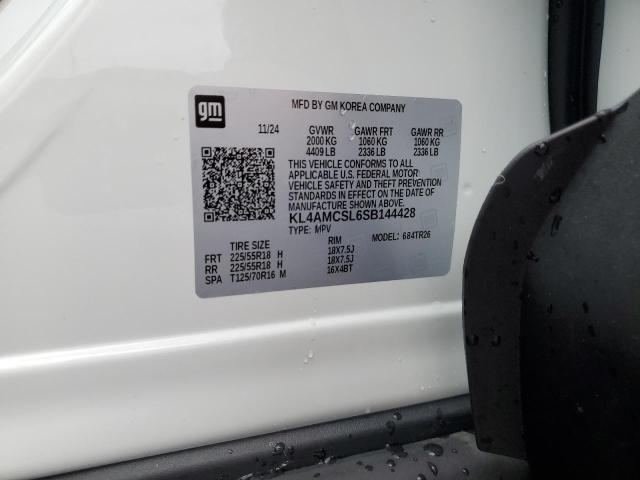 gm
MFD BY GM KOREA COMPANY
11/24 GVWR GAWR FRT GAWR RR
2000 KG 1060 KG 1060 KG
4409 LB 2336 LB 2336 LB
THIS VEHICLE CONFORMS TO ALL
APPLICABLE U.S. FEDERAL MOTOR
VEHICLE SAFETY AND THEFT PREVENTION
STANDARDS IN EFFECT ON THE DATE OF
MANUFACTURE SHOWN ABOVE.
KL4AMCSL6SB144428
TYPE: MPV MODEL: 684TR26
TIRE SIZE RIM
FRT 225/55R18 H 18X7.5J
RR 225/55R18 H 18X7.5J
SPA T125/70R16 M 16X4BT